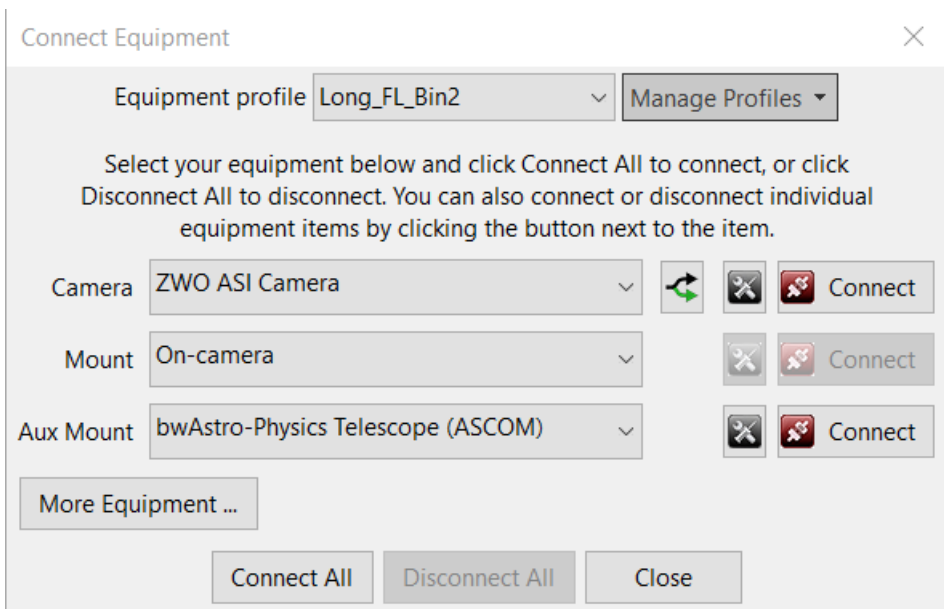 Connect Equipment
Equipment profile Long_FL_Bin2 Manage Profiles
Select your equipment below and click Connect All to connect, or click
Disconnect All to disconnect. You can also connect or disconnect individual
equipment items by clicking the button next to the item.
Camera ZWO ASI Camera Connect
Mount On-camera Connect
Aux Mount bwAstro-Physics Telescope (ASCOM) Connect
More Equipment ...
Connect All Disconnect All Close